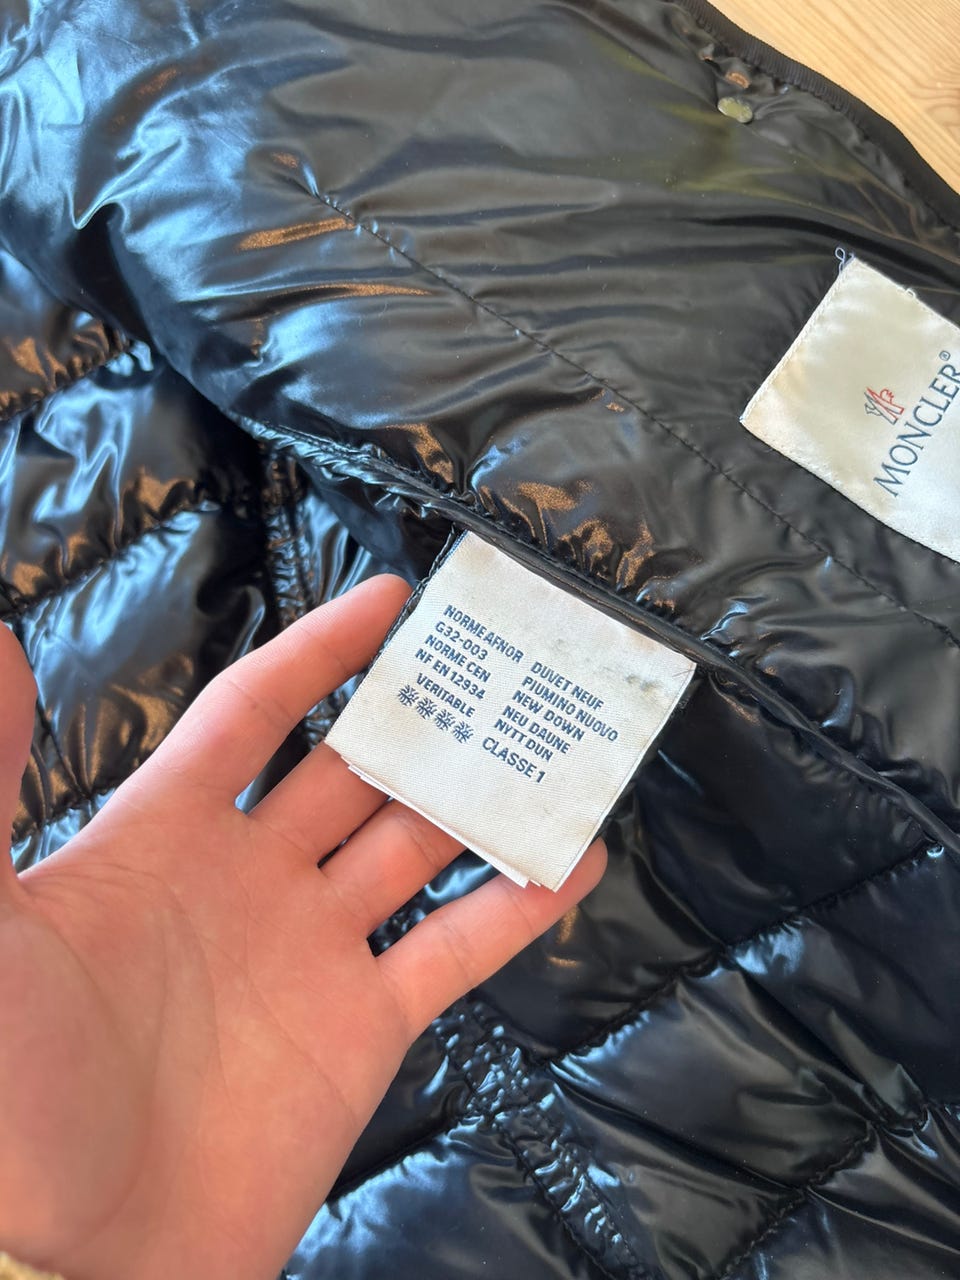 MONCLER®
NORME AFNOR
G32-003
NORME CEN
NF EN 12934
VERITABLE
DUVET NEUF
PIUMINO NUOVO
NEW DOWN
NEU DAUNE
NYTT DUN
CLASSE 1